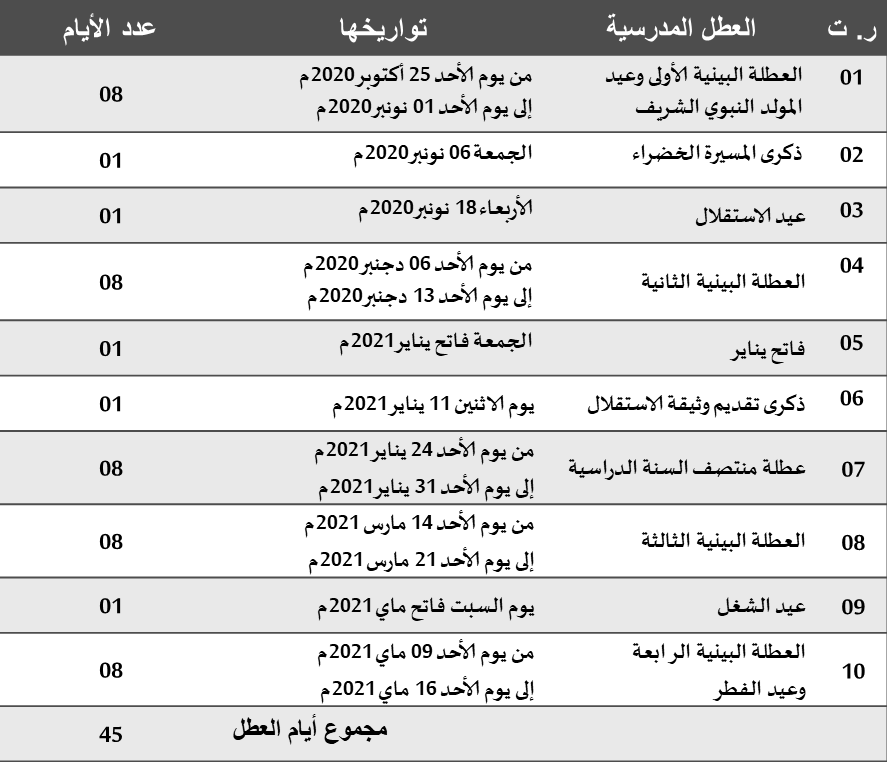 ر. ت العطل المدرسية تواريخها عدد الأيام
01 العطلة البينية الأولى وعيد المولد النبوي الشريف من يوم الأحد 25 أكتوبر 2020م إلى يوم الأحد 01 نونبر 2020م 08
02 ذكرى المسيرة الخضراء الجمعة 06 نونبر 2020م 01
03 عيد الاستقلال الأربعاء 18 نونبر 2020م 01
04 العطلة البينية الثانية من يوم الأحد 06 دجنبر 2020م إلى يوم الأحد 13 دجنبر 2020م 08
05 فاتح يناير الجمعة فاتح يناير 2021م 01
06 ذكرى تقديم وثيقة الاستقلال يوم الاثنين 11 يناير 2021م 01
07 عطلة منتصف السنة الدراسية من يوم الأحد 24 يناير 2021م إلى يوم الأحد 31 يناير 2021م 08
08 العطلة البينية الثالثة من يوم الأحد 14 مارس 2021م إلى يوم الأحد 21 مارس 2021م 08
09 عيد الشغل يوم السبت فاتح ماي 2021م 01
10 العطلة البينية الرابعة وعيد الفطر من يوم الأحد 09 ماي 2021م إلى يوم الأحد 16 ماي 2021م 08
مجموع أيام العطل 45